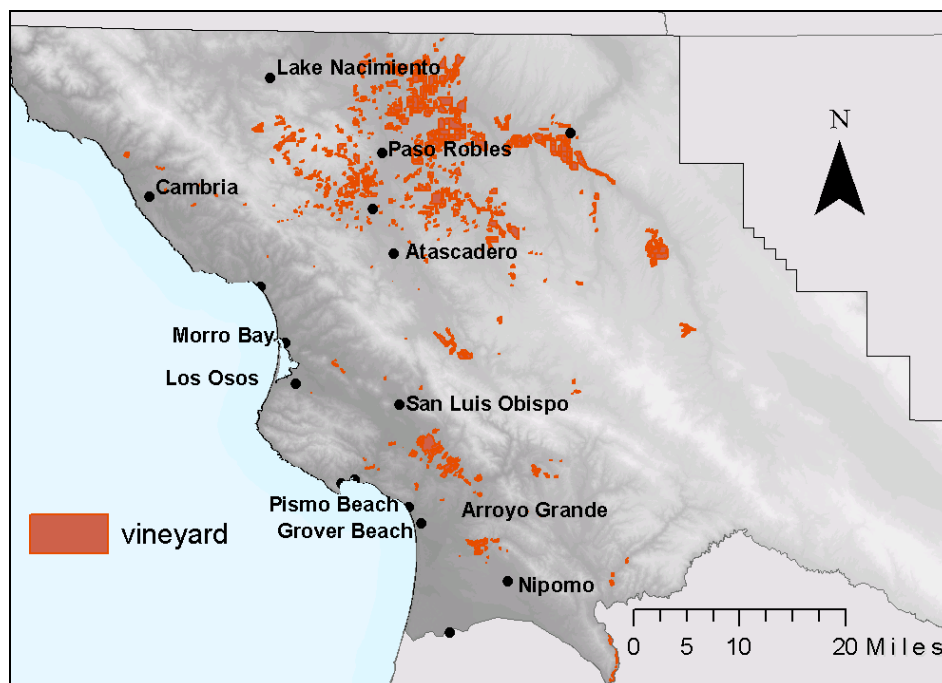 Lake Nacimiento
N
Paso Robles
Cambria
Atascadero
Morro Bay
Los Osos
San Luis Obispo
Pismo Beach
Arroyo Grande
Grover Beach
vineyard
Nipomo
0 5 10 20 Miles